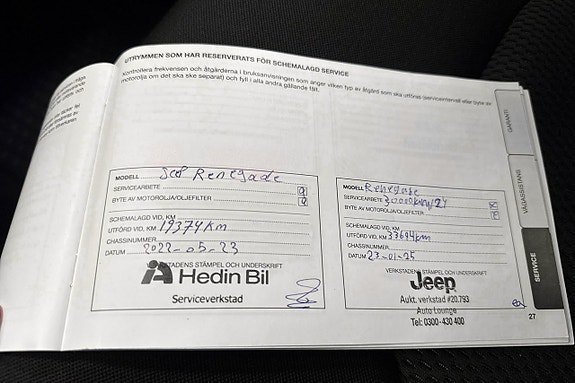 UTRYMMEN SOM HAR RESERVERATS FÖR SCHEMALAGD SERVICE
Kontrollera frekvensen och åtgärderna i bruksanvisningen som anger vilken typ av åtgärd som ska utföras (serviceintervall eller byte av
motorolja om det ska ske separat) och fyll i alla andra gällande fält.
MODELL Jeep Renegade
SERVICEARBETE
BYTE AV MOTOROLJA/OLJEFILTER
SCHEMALAGD VID, KM
UTFÖRD VID, KM 19374 km
CHASSINUMMER
DATUM 2022-05-23
STADENS STÄMPEL OCH UNDERSKRIFT
Hedin Bil
Serviceverkstad
MODELL Renegade
SERVICEARBETE 30000km/24
BYTE AV MOTOROLJA/OLJEFILTER
SCHEMALAGD VID, KM
UTFÖRD VID, KM 33694km
CHASSINUMMER
DATUM 27-01-25
VERKSTADENS STÄMPEL OCH UNDERSKRIFT
Jeep
Aukt. verkstad #20.793
Auto Lounge
Tel: 0300-430 400
GARANTI
VÄGASSISTANS
SERVICE
27